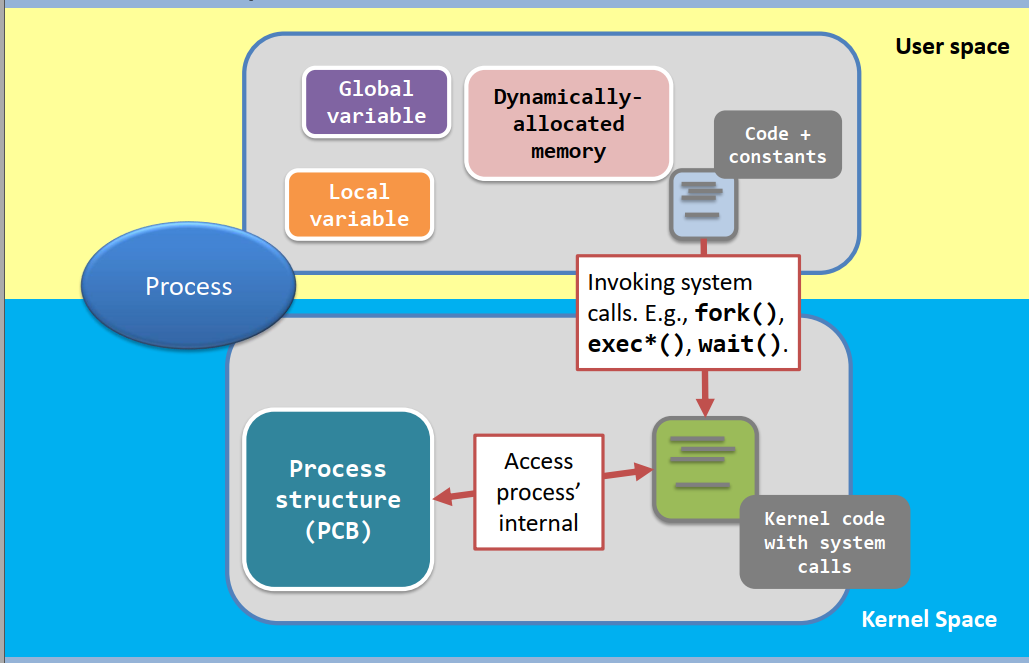 User space
Global
variable
Dynamically-
allocated
memory
Code +
constants
Local
variable
Process
Invoking system
calls. E.g., fork(),
exec*(), wait().
Process
structure
(PCB)
Access
process’
internal
Kernel code
with system
calls
Kernel Space